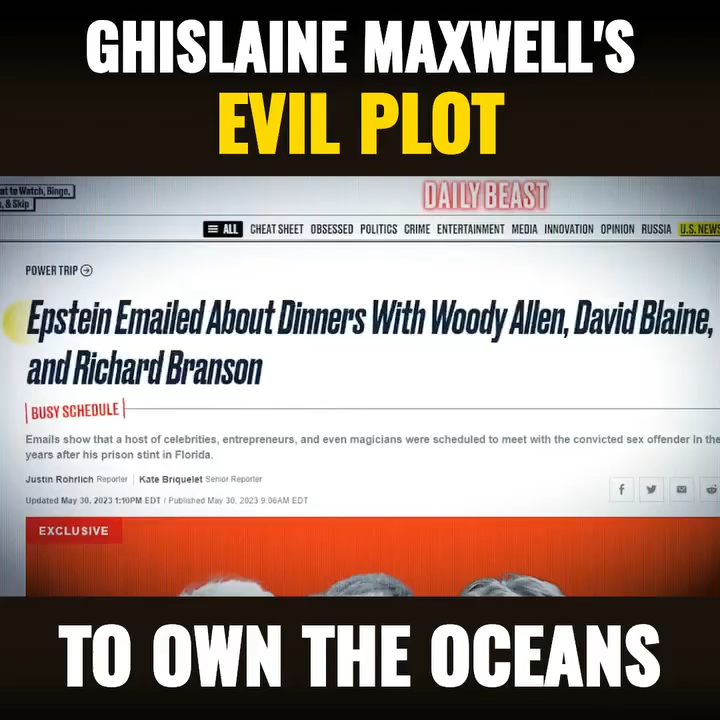 GHISLAINE MAXWELL'S
EVIL PLOT
at to Watch, Binge,
, & Skip
DAILY BEAST
ALL CHEAT SHEET OBSESSED POLITICS CRIME ENTERTAINMENT MEDIA INNOVATION OPINION RUSSIA U.S. NEWS
POWER TRIP
Epstein Emailed About Dinners With Woody Allen, David Blaine,
and Richard Branson
BUSY SCHEDULE
Emails show that a host of celebrities, entrepreneurs, and even magicians were scheduled to meet with the convicted sex offender in the
years after his prison stint in Florida.
Justin Rohrlich Reporter | Kate Briquelet Senior Reporter
Updated May 30, 2023 1:10PM EDT / Published May 30, 2023 9:06AM EDT
EXCLUSIVE
TO OWN THE OCEANS